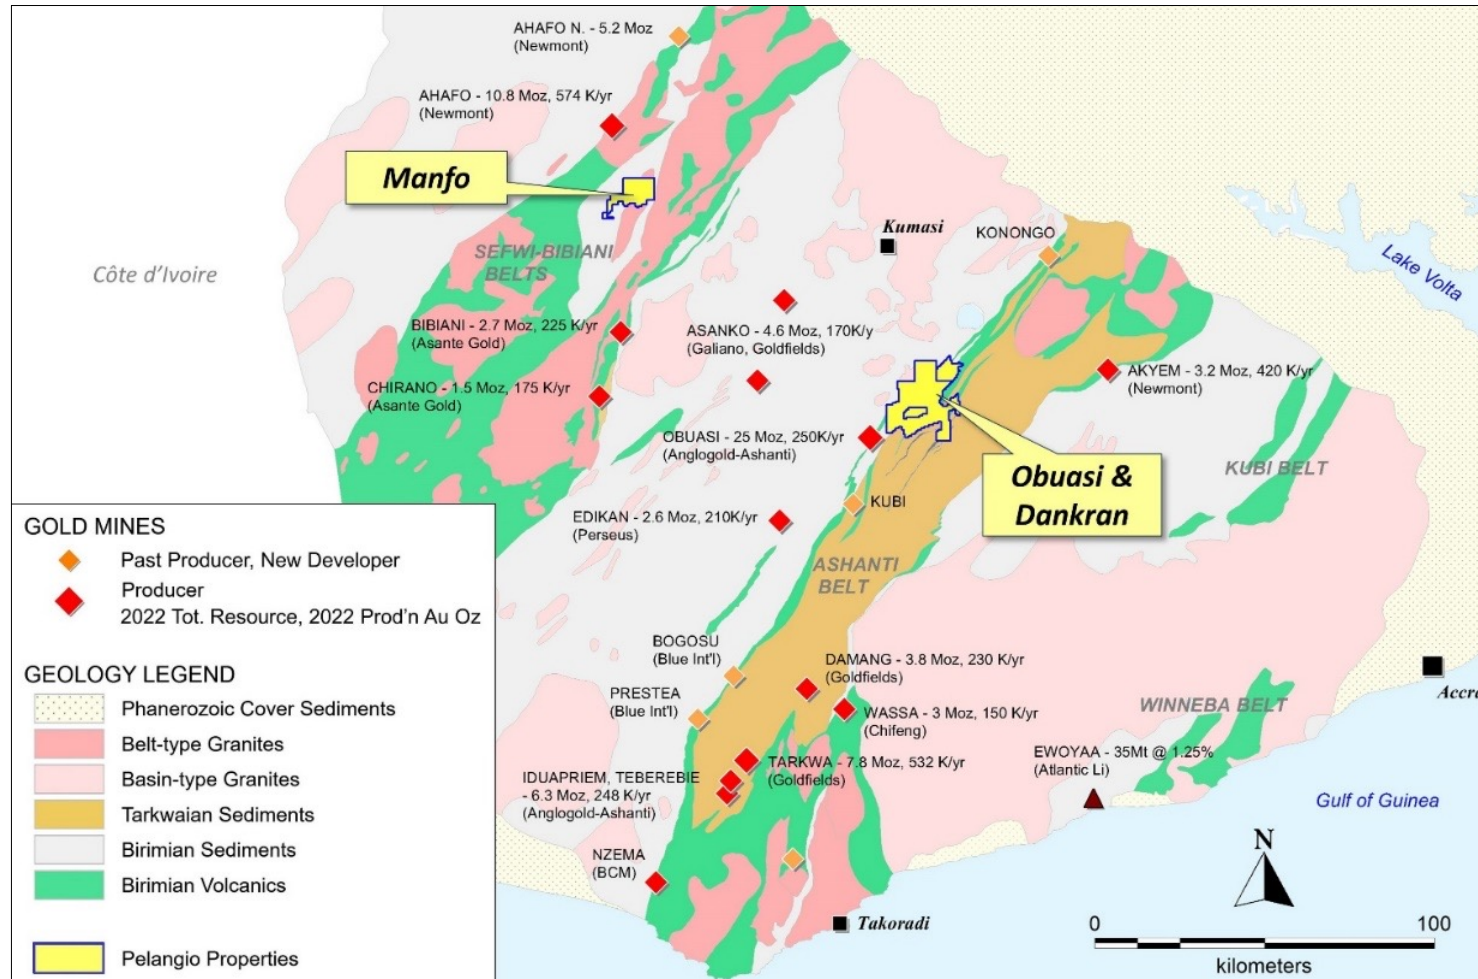 AHAFO N. - 5.2 Moz
(Newmont)
AHAFO - 10.8 Moz, 574 K/yr
(Newmont)
Manfo
Kumasi
KONONGO
Lake Volta
SEFWI-BIBIANI
BELTS
Côte d'Ivoire
BIBIANI - 2.7 Moz, 225 K/yr
(Asante Gold)
ASANKO - 4.6 Moz, 170K/y
(Galiano, Goldfields)
CHIRANO - 1.5 Moz, 175 K/yr
(Asante Gold)
AKYEM - 3.2 Moz, 420 K/yr
(Newmont)
OBUASI - 25 Moz, 250K/yr
(Anglogold-Ashanti)
Obuasi &
Dankran
KUBI BELT
KUBI
EDIKAN - 2.6 Moz, 210K/yr
(Perseus)
ASHANTI
BELT
BOGOSU
(Blue Int'l)
PRESTEA
(Blue Int'l)
DAMANG - 3.8 Moz, 230 K/yr
(Goldfields)
WASSA - 3 Moz, 150 K/yr
(Chifeng)
WINNEBA BELT
Accra
EWOYAA - 35Mt @ 1.25%
(Atlantic Li)
TARKWA - 7.8 Moz, 532 K/yr
(Goldfields)
IDUAPRIEM, TEBEREBIE
- 6.3 Moz, 248 K/yr
(Anglogold-Ashanti)
Gulf of Guinea
NZEMA
(BCM)
Takoradi
N
0 100
kilometers
GOLD MINES
Past Producer, New Developer
Producer
2022 Tot. Resource, 2022 Prod'n Au Oz
GEOLOGY LEGEND
Phanerozoic Cover Sediments
Belt-type Granites
Basin-type Granites
Tarkwaian Sediments
Birimian Sediments
Birimian Volcanics
Pelangio Properties